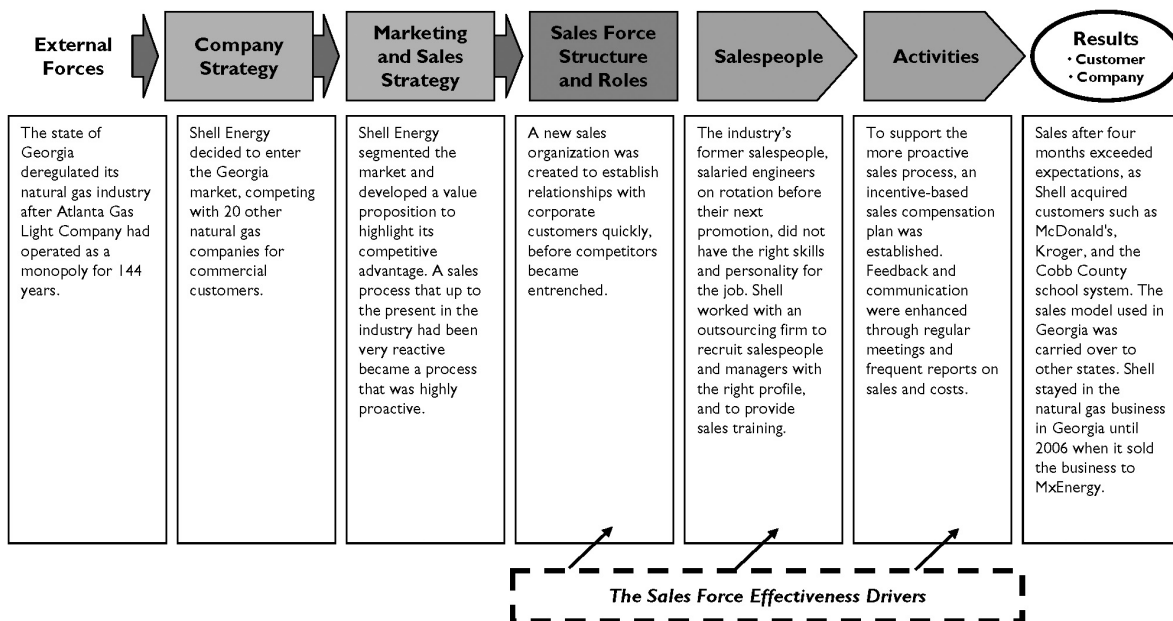 External
Forces
Company
Strategy
Marketing
and Sales
Strategy
Sales Force
Structure
and Roles
Salespeople
Activities
Results
• Customer
• Company
The state of
Georgia
deregulated its
natural gas industry
after Atlanta Gas
Light Company had
operated as a
monopoly for 144
years.
Shell Energy
decided to enter
the Georgia
market, competing
with 20 other
natural gas
companies for
commercial
customers.
Shell Energy
segmented the
market and
developed a value
proposition to
highlight its
competitive
advantage. A sales
process that up to
the present in the
industry had been
very reactive
became a process
that was highly
proactive.
A new sales
organization was
created to establish
relationships with
corporate
customers quickly,
before competitors
became
entrenched.
The industry's
former salespeople,
salaried engineers
on rotation before
their next
promotion, did not
have the right skills
and personality for
the job. Shell
worked with an
outsourcing firm to
recruit salespeople
and managers with
the right profile,
and to provide
sales training.
To support the
more proactive
sales process, an
incentive-based
sales compensation
plan was
established.
Feedback and
communication
were enhanced
through regular
meetings and
frequent reports on
sales and costs.
Sales after four
months exceeded
expectations, as
Shell acquired
customers such as
McDonald's,
Kroger, and the
Cobb County
school system. The
sales model used in
Georgia was
carried over to
other states. Shell
stayed in the
natural gas business
in Georgia until
2006 when it sold
the business to
MxEnergy.
The Sales Force Effectiveness Drivers